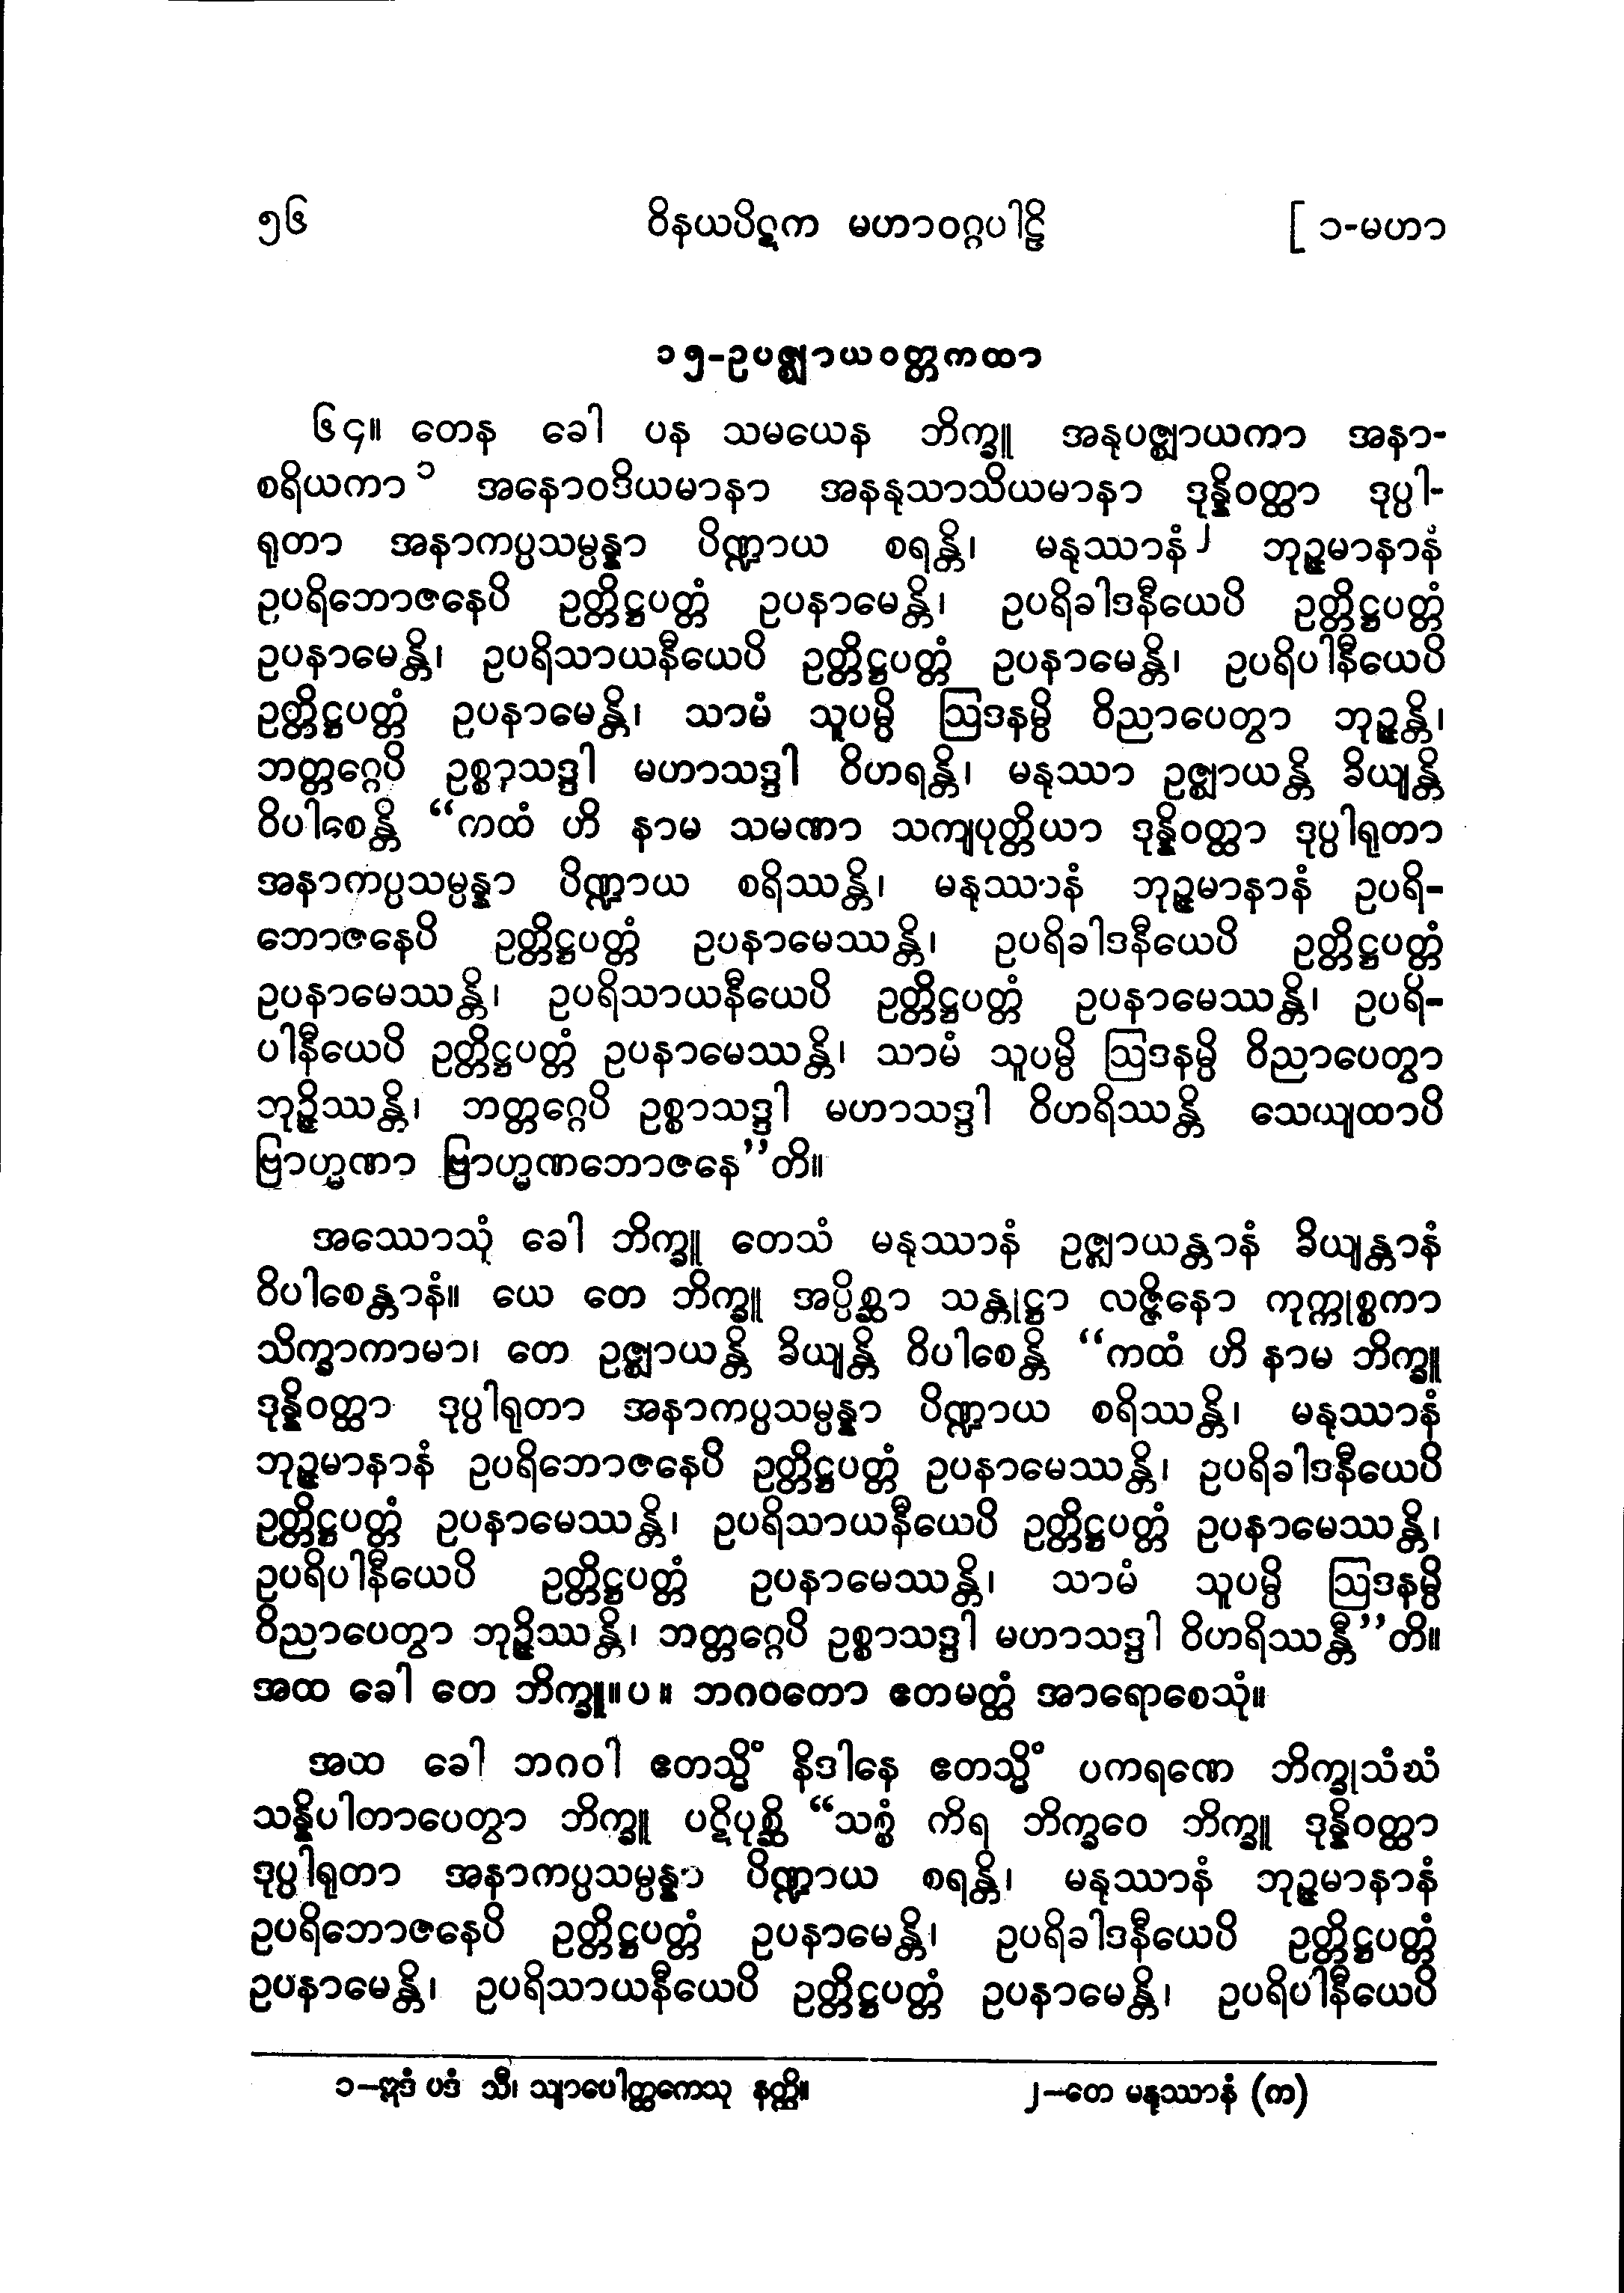 ၅၆ ဝိနယပိဋက မဟာဝဂ္ဂပါဠိ [ ၁-မဟာ
၁၅-ဥပဇ္ဈာယဝတ္တကထာ
၆၄။ တေန ခေါ ပန သမယေန ဘိက္ခူ အနုပဇ္ဈာယကာ အနာ-
စရိယကာ ၁ အနောဝဒိယမာနာ အနနုသာသိယမာနာ ဒုန္နိဝတ္ထာ ဒုပ္ပါ-
ရုတာ အနာကပ္ပသမ္ပန္နာ ပိဏ္ဍာယ စရန္တိ၊ မနုဿာနံ ၂ ဘုဉ္ဇမာနာနံ
ဥပရိဘောဇနေပိ ဥတ္တိဋ္ဌပတ္တံ ဥပနာမေန္တိ၊ ဥပရိခါဒနီယေပိ ဥတ္တိဋ္ဌပတ္တံ
ဥပနာမေန္တိ၊ ဥပရိသာယနီယေပိ ဥတ္တိဋ္ဌပတ္တံ ဥပနာမေန္တိ၊ ဥပရိပါနီယေပိ
ဥတ္တိဋ္ဌပတ္တံ ဥပနာမေန္တိ၊ သာမံ သူပမ္ပိ ဩဒနမ္ပိ ဝိညာပေတွာ ဘုဉ္ဇန္တိ၊
ဘတ္တဂ္ဂေပိ ဥစ္စာသဒ္ဒါ မဟာသဒ္ဒါ ဝိဟရန္တိ၊ မနုဿာ ဥဇ္ဈာယန္တိ ခိယျန္တိ
ဝိပါစေန္တိ “ကထံ ဟိ နာမ သမဏာ သကျပုတ္တိယာ ဒုန္နိဝတ္ထာ ဒုပ္ပါရုတာ
အနာကပ္ပသမ္ပန္နာ ပိဏ္ဍာယ စရိဿန္တိ၊ မနုဿာနံ ဘုဉ္ဇမာနာနံ ဥပရိ-
ဘောဇနေပိ ဥတ္တိဋ္ဌပတ္တံ ဥပနာမေဿန္တိ၊ ဥပရိခါဒနီယေပိ ဥတ္တိဋ္ဌပတ္တံ
ဥပနာမေဿန္တိ၊ ဥပရိသာယနီယေပိ ဥတ္တိဋ္ဌပတ္တံ ဥပနာမေဿန္တိ၊ ဥပရိ-
ပါနီယေပိ ဥတ္တိဋ္ဌပတ္တံ ဥပနာမေဿန္တိ၊ သာမံ သူပမ္ပိ ဩဒနမ္ပိ ဝိညာပေတွာ
ဘုဉ္ဇိဿန္တိ၊ ဘတ္တဂ္ဂေပိ ဥစ္စာသဒ္ဒါ မဟာသဒ္ဒါ ဝိဟရိဿန္တိ သေယျထာပိ
ဗြာဟ္မဏာ ဗြာဟ္မဏဘောဇနေ”တိ။
အဿောသုံ ခေါ ဘိက္ခူ တေသံ မနုဿာနံ ဥဇ္ဈာယန္တာနံ ခိယျန္တာနံ
ဝိပါစေန္တာနံ။ ယေ တေ ဘိက္ခူ အပ္ပိစ္ဆာ သန္တုဋ္ဌာ လဇ္ဇိနော ကုက္ကုစ္စကာ
သိက္ခာကာမာ၊ တေ ဥဇ္ဈာယန္တိ ခိယျန္တိ ဝိပါစေန္တိ “ကထံ ဟိ နာမ ဘိက္ခူ
ဒုန္နိဝတ္ထာ ဒုပ္ပါရုတာ အနာကပ္ပသမ္ပန္နာ ပိဏ္ဍာယ စရိဿန္တိ၊ မနုဿာနံ
ဘုဉ္ဇမာနာနံ ဥပရိဘောဇနေပိ ဥတ္တိဋ္ဌပတ္တံ ဥပနာမေဿန္တိ၊ ဥပရိခါဒနီယေပိ
ဥတ္တိဋ္ဌပတ္တံ ဥပနာမေဿန္တိ၊ ဥပရိသာယနီယေပိ ဥတ္တိဋ္ဌပတ္တံ ဥပနာမေဿန္တိ၊
ဥပရိပါနီယေပိ ဥတ္တိဋ္ဌပတ္တံ ဥပနာမေဿန္တိ၊ သာမံ သူပမ္ပိ ဩဒနမ္ပိ
ဝိညာပေတွာ ဘုဉ္ဇိဿန္တိ၊ ဘတ္တဂ္ဂေပိ ဥစ္စာသဒ္ဒါ မဟာသဒ္ဒါ ဝိဟရိဿန္တီ”တိ။
အထ ခေါ တေ ဘိက္ခူ။ပ။ ဘဂဝတော ဧတမတ္ထံ အာရောစေသုံ။
အထ ခေါ ဘဂဝါ ဧတသ္မိံ နိဒါနေ ဧတသ္မိံ ပကရဏေ ဘိက္ခုသံဃံ
သန္နိပါတာပေတွာ ဘိက္ခူ ပဋိပုစ္ဆိ “သစ္စံ ကိရ ဘိက္ခဝေ ဘိက္ခူ ဒုန္နိဝတ္ထာ
ဒုပ္ပါရုတာ အနာကပ္ပသမ္ပန္နာ ပိဏ္ဍာယ စရန္တိ၊ မနုဿာနံ ဘုဉ္ဇမာနာနံ
ဥပရိဘောဇနေပိ ဥတ္တိဋ္ဌပတ္တံ ဥပနာမေန္တိ၊ ဥပရိခါဒနီယေပိ ဥတ္တိဋ္ဌပတ္တံ
ဥပနာမေန္တိ၊ ဥပရိသာယနီယေပိ ဥတ္တိဋ္ဌပတ္တံ ဥပနာမေန္တိ၊ ဥပရိပါနီယေပိ
၁—ဣဒံ ပဒံ သီ၊ သျာပေါတ္ထကေသု နတ္ထိ။ ၂—တေ မနုဿာနံ (က)